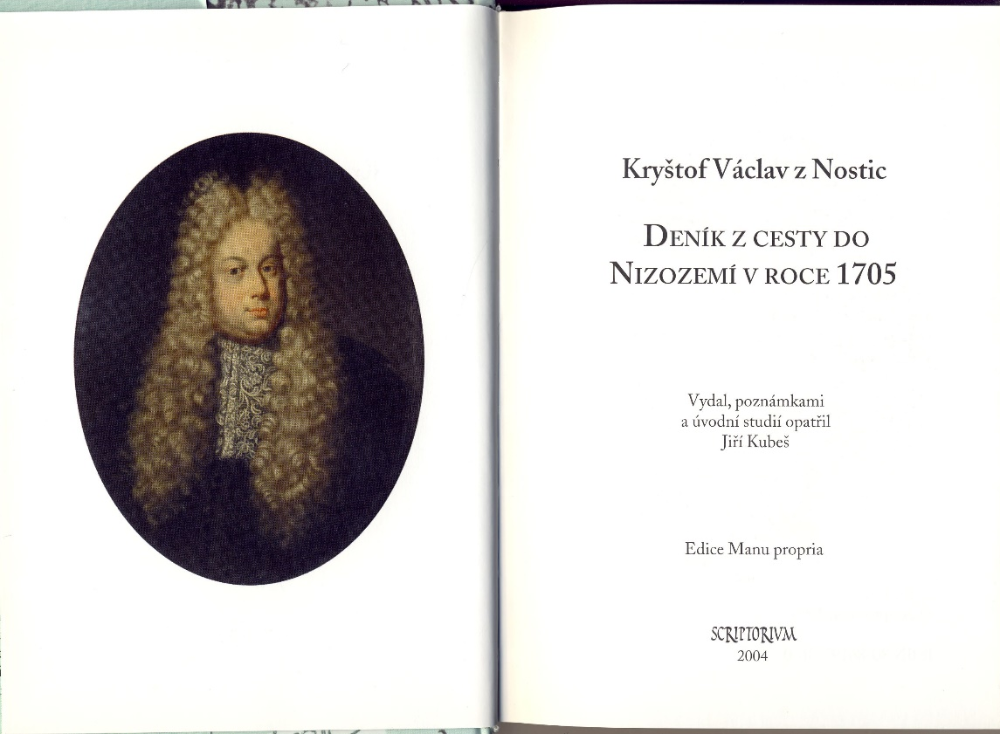 Kryštof Václav z Nostic
Deník z cesty do
Nizozemí v roce 1705
Vydal, poznámkami
a úvodní studií opatřil
Jiří Kubeš
Edice Manu propria
SCRIPTORIVM
2004